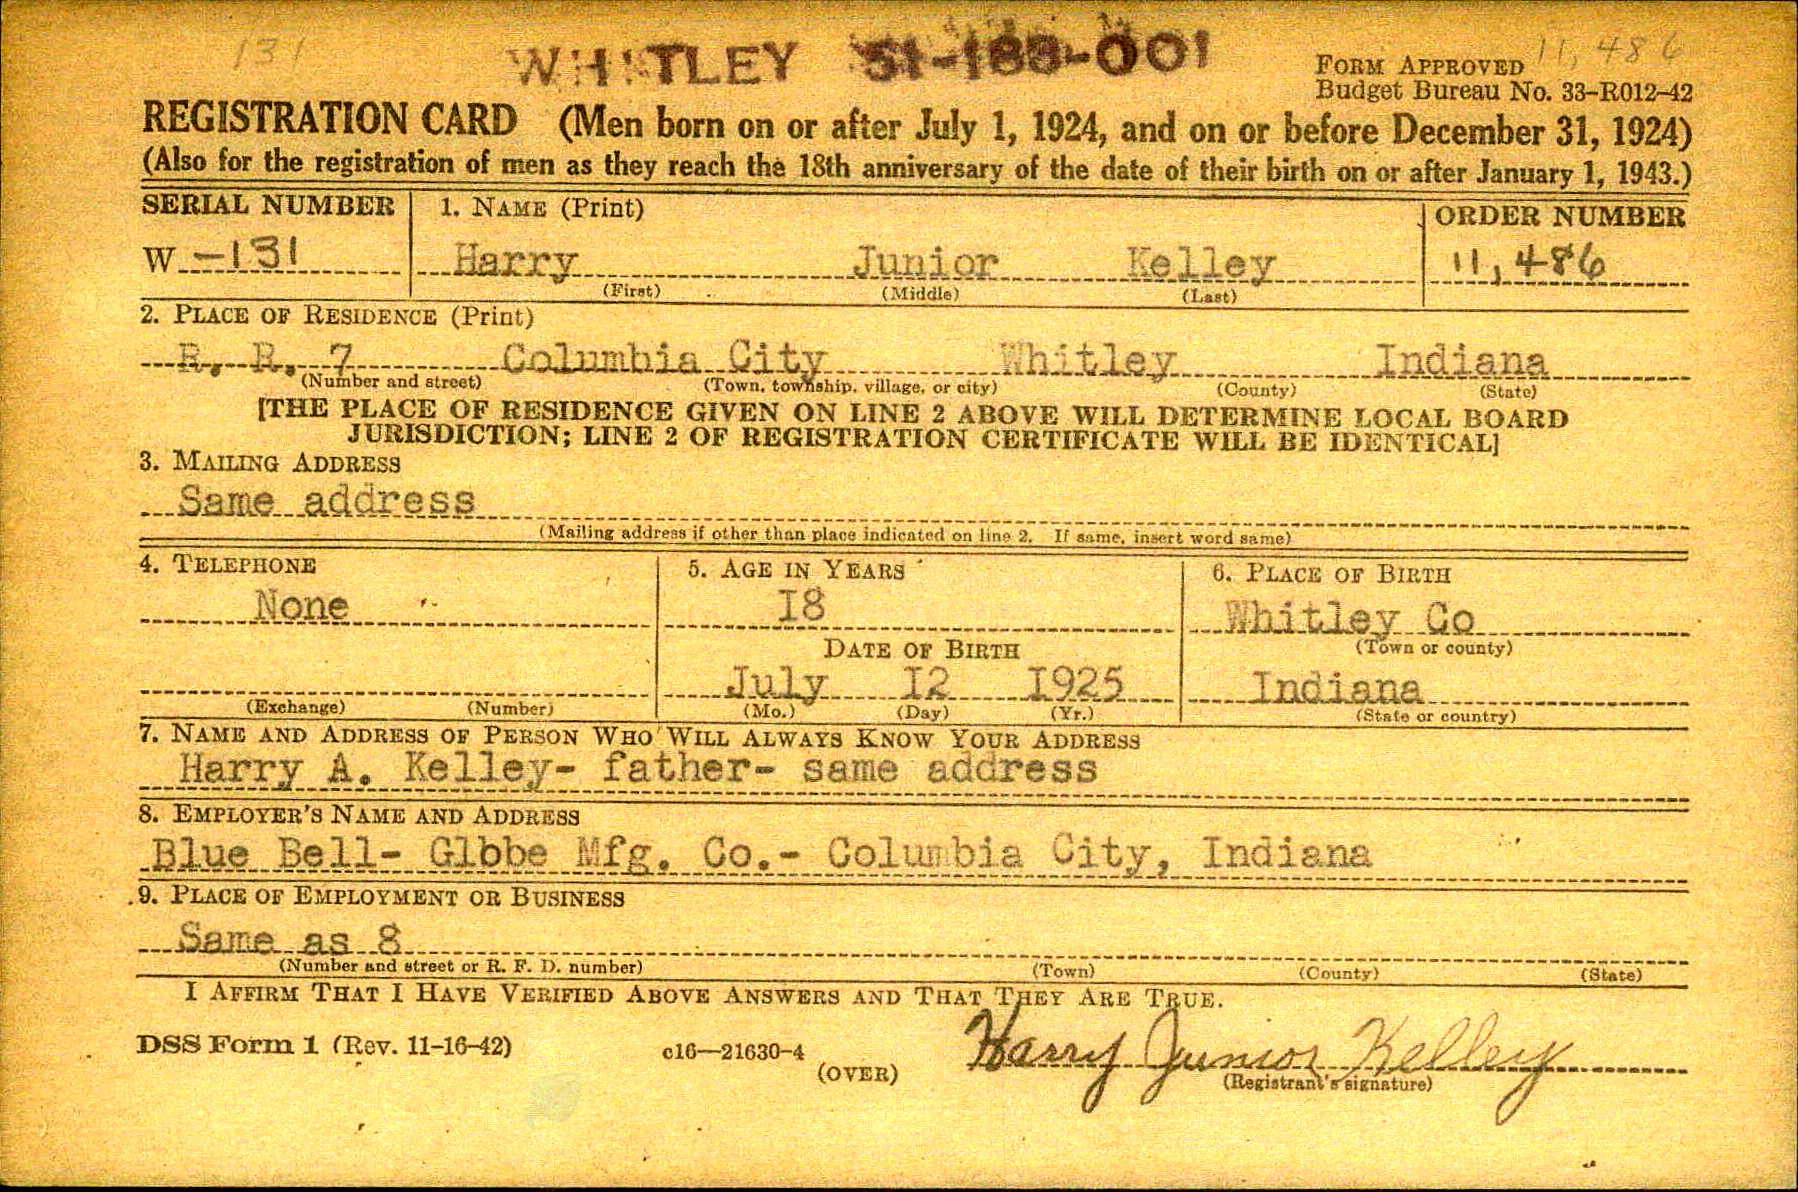 131 WHITLEY 51-183-001 11,486
FORM APPROVED
Budget Bureau No. 33-R012-42
REGISTRATION CARD (Men born on or after July 1, 1924, and on or before December 31, 1924)
(Also for the registration of men as they reach the 18th anniversary of the date of their birth on or after January 1, 1943.)
SERIAL NUMBER 1. NAME (Print) ORDER NUMBER
W -131 Harry Junior Kelley 11,486
(First) (Middle) (Last)
2. PLACE OF RESIDENCE (Print)
R. R. 7 Columbia City Whitley Indiana
(Number and street) (Town, township, village, or city) (County) (State)
[THE PLACE OF RESIDENCE GIVEN ON LINE 2 ABOVE WILL DETERMINE LOCAL BOARD
JURISDICTION; LINE 2 OF REGISTRATION CERTIFICATE WILL BE IDENTICAL]
3. MAILING ADDRESS
Same address
(Mailing address if other than place indicated on line 2. If same, insert word same)
4. TELEPHONE 5. AGE IN YEARS 6. PLACE OF BIRTH
None I8 Whitley Co
DATE OF BIRTH (Town or county)
July I2 I925 Indiana
(Exchange) (Number) (Mo.) (Day) (Yr.) (State or country)
7. NAME AND ADDRESS OF PERSON WHO WILL ALWAYS KNOW YOUR ADDRESS
Harry A. Kelley- father- same address
8. EMPLOYER'S NAME AND ADDRESS
Blue Bell- Glbbe Mfg. Co.- Columbia City, Indiana
9. PLACE OF EMPLOYMENT OR BUSINESS
Same as 8
(Number and street or R. F. D. number) (Town) (County) (State)
I AFFIRM THAT I HAVE VERIFIED ABOVE ANSWERS AND THAT THEY ARE TRUE.
DSS Form 1 (Rev. 11-16-42) c16—21630-4 Harry Junior Kelley
(OVER) (Registrant's signature)